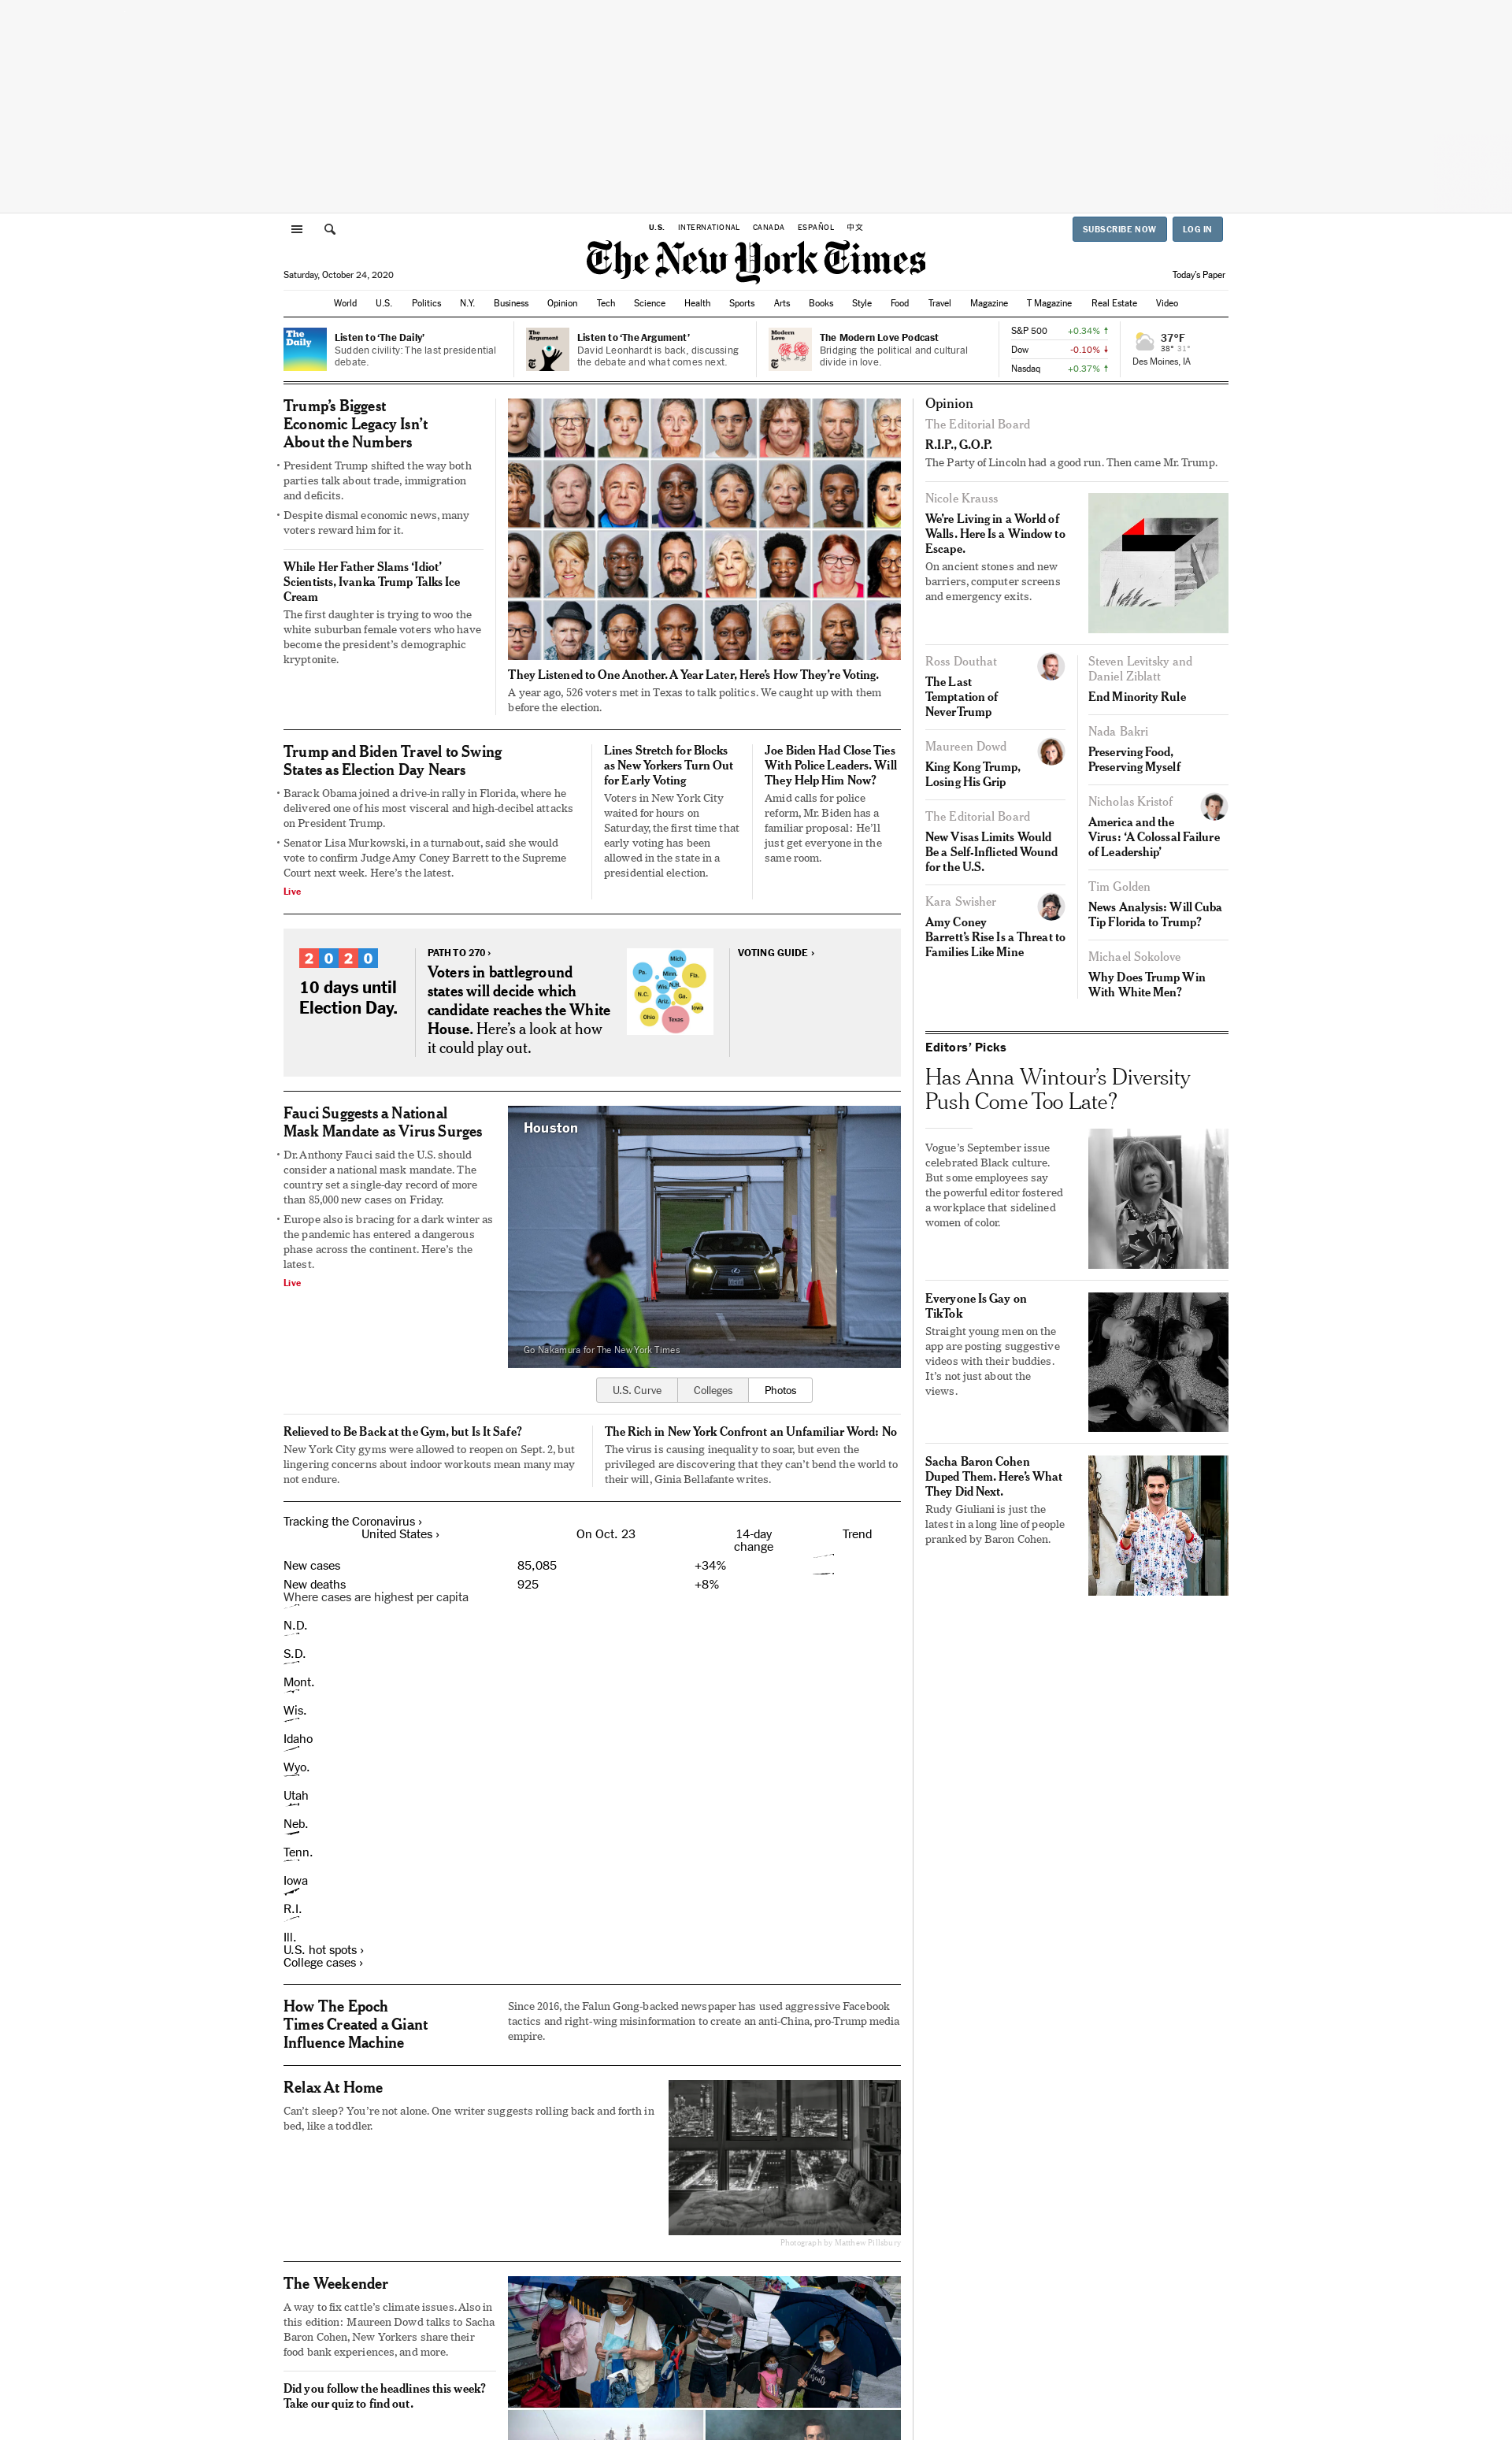 U.S. INTERNATIONAL CANADA ESPAÑOL 中文
SUBSCRIBE NOW LOG IN
The New York Times
Saturday, October 24, 2020
Today's Paper
World U.S. Politics N.Y. Business Opinion Tech Science Health Sports Arts Books Style Food Travel Magazine T Magazine Real Estate Video
The Daily
Listen to ‘The Daily’
Sudden civility: The last presidential
debate.
The Argument
Listen to ‘The Argument’
David Leonhardt is back, discussing
the debate and what comes next.
Modern Love
The Modern Love Podcast
Bridging the political and cultural
divide in love.
S&P 500 +0.34% ↑
Dow -0.10% ↓
Nasdaq +0.37% ↑
37°F
38° 31°
Des Moines, IA
Trump’s Biggest
Economic Legacy Isn’t
About the Numbers
• President Trump shifted the way both
parties talk about trade, immigration
and deficits.
• Despite dismal economic news, many
voters reward him for it.
While Her Father Slams ‘Idiot’
Scientists, Ivanka Trump Talks Ice
Cream
The first daughter is trying to woo the
white suburban female voters who have
become the president’s demographic
kryptonite.
They Listened to One Another. A Year Later, Here’s How They’re Voting.
A year ago, 526 voters met in Texas to talk politics. We caught up with them
before the election.
Trump and Biden Travel to Swing
States as Election Day Nears
• Barack Obama joined a drive-in rally in Florida, where he
delivered one of his most visceral and high-decibel attacks
on President Trump.
• Senator Lisa Murkowski, in a turnabout, said she would
vote to confirm Judge Amy Coney Barrett to the Supreme
Court next week. Here’s the latest.
Live
Lines Stretch for Blocks
as New Yorkers Turn Out
for Early Voting
Voters in New York City
waited for hours on
Saturday, the first time that
early voting has been
allowed in the state in a
presidential election.
Joe Biden Had Close Ties
With Police Leaders. Will
They Help Him Now?
Amid calls for police
reform, Mr. Biden has a
familiar proposal: He’ll
just get everyone in the
same room.
2020
10 days until
Election Day.
PATH TO 270 ›
Voters in battleground
states will decide which
candidate reaches the White
House. Here’s a look at how
it could play out.
Mich.
Pa. Minn. Fla.
Wis. N.H.
N.C. Ga.
Ariz. Iowa
Ohio Texas
VOTING GUIDE ›
Fauci Suggests a National
Mask Mandate as Virus Surges
• Dr. Anthony Fauci said the U.S. should
consider a national mask mandate. The
country set a single-day record of more
than 85,000 new cases on Friday.
• Europe also is bracing for a dark winter as
the pandemic has entered a dangerous
phase across the continent. Here’s the
latest.
Live
Houston
Go Nakamura for The New York Times
U.S. Curve Colleges Photos
Relieved to Be Back at the Gym, but Is It Safe?
New York City gyms were allowed to reopen on Sept. 2, but
lingering concerns about indoor workouts mean many may
not endure.
The Rich in New York Confront an Unfamiliar Word: No
The virus is causing inequality to soar, but even the
privileged are discovering that they can’t bend the world to
their will, Ginia Bellafante writes.
Tracking the Coronavirus ›
United States › On Oct. 23 14-day
change Trend
New cases 85,085 +34%
New deaths 925 +8%
Where cases are highest per capita
N.D.
S.D.
Mont.
Wis.
Idaho
Wyo.
Utah
Neb.
Tenn.
Iowa
R.I.
Ill.
U.S. hot spots ›
College cases ›
How The Epoch
Times Created a Giant
Influence Machine
Since 2016, the Falun Gong-backed newspaper has used aggressive Facebook
tactics and right-wing misinformation to create an anti-China, pro-Trump media
empire.
Relax At Home
Can’t sleep? You’re not alone. One writer suggests rolling back and forth in
bed, like a toddler.
Photograph by Matthew Pillsbury
The Weekender
A way to fix cattle’s climate issues. Also in
this edition: Maureen Dowd talks to Sacha
Baron Cohen, New Yorkers share their
food bank experiences, and more.
Did you follow the headlines this week?
Take our quiz to find out.
Opinion
The Editorial Board
R.I.P., G.O.P.
The Party of Lincoln had a good run. Then came Mr. Trump.
Nicole Krauss
We’re Living in a World of
Walls. Here Is a Window to
Escape.
On ancient stones and new
barriers, computer screens
and emergency exits.
Ross Douthat
The Last
Temptation of
NeverTrump
Maureen Dowd
King Kong Trump,
Losing His Grip
The Editorial Board
New Visas Limits Would
Be a Self-Inflicted Wound
for the U.S.
Kara Swisher
Amy Coney
Barrett’s Rise Is a Threat to
Families Like Mine
Steven Levitsky and
Daniel Ziblatt
End Minority Rule
Nada Bakri
Preserving Food,
Preserving Myself
Nicholas Kristof
America and the
Virus: ‘A Colossal Failure
of Leadership’
Tim Golden
News Analysis: Will Cuba
Tip Florida to Trump?
Michael Sokolove
Why Does Trump Win
With White Men?
Editors’ Picks
Has Anna Wintour’s Diversity
Push Come Too Late?
Vogue’s September issue
celebrated Black culture.
But some employees say
the powerful editor fostered
a workplace that sidelined
women of color.
Everyone Is Gay on
TikTok
Straight young men on the
app are posting suggestive
videos with their buddies.
It’s not just about the
views.
Sacha Baron Cohen
Duped Them. Here’s What
They Did Next.
Rudy Giuliani is just the
latest in a long line of people
pranked by Baron Cohen.